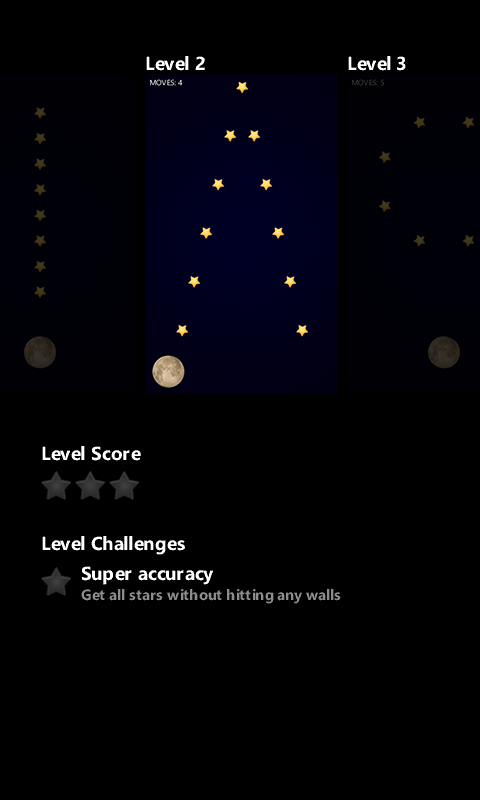 Level 2
MOVES: 4
Level 3
MOVES: 5
Level Score
Level Challenges
Super accuracy
Get all stars without hitting any walls